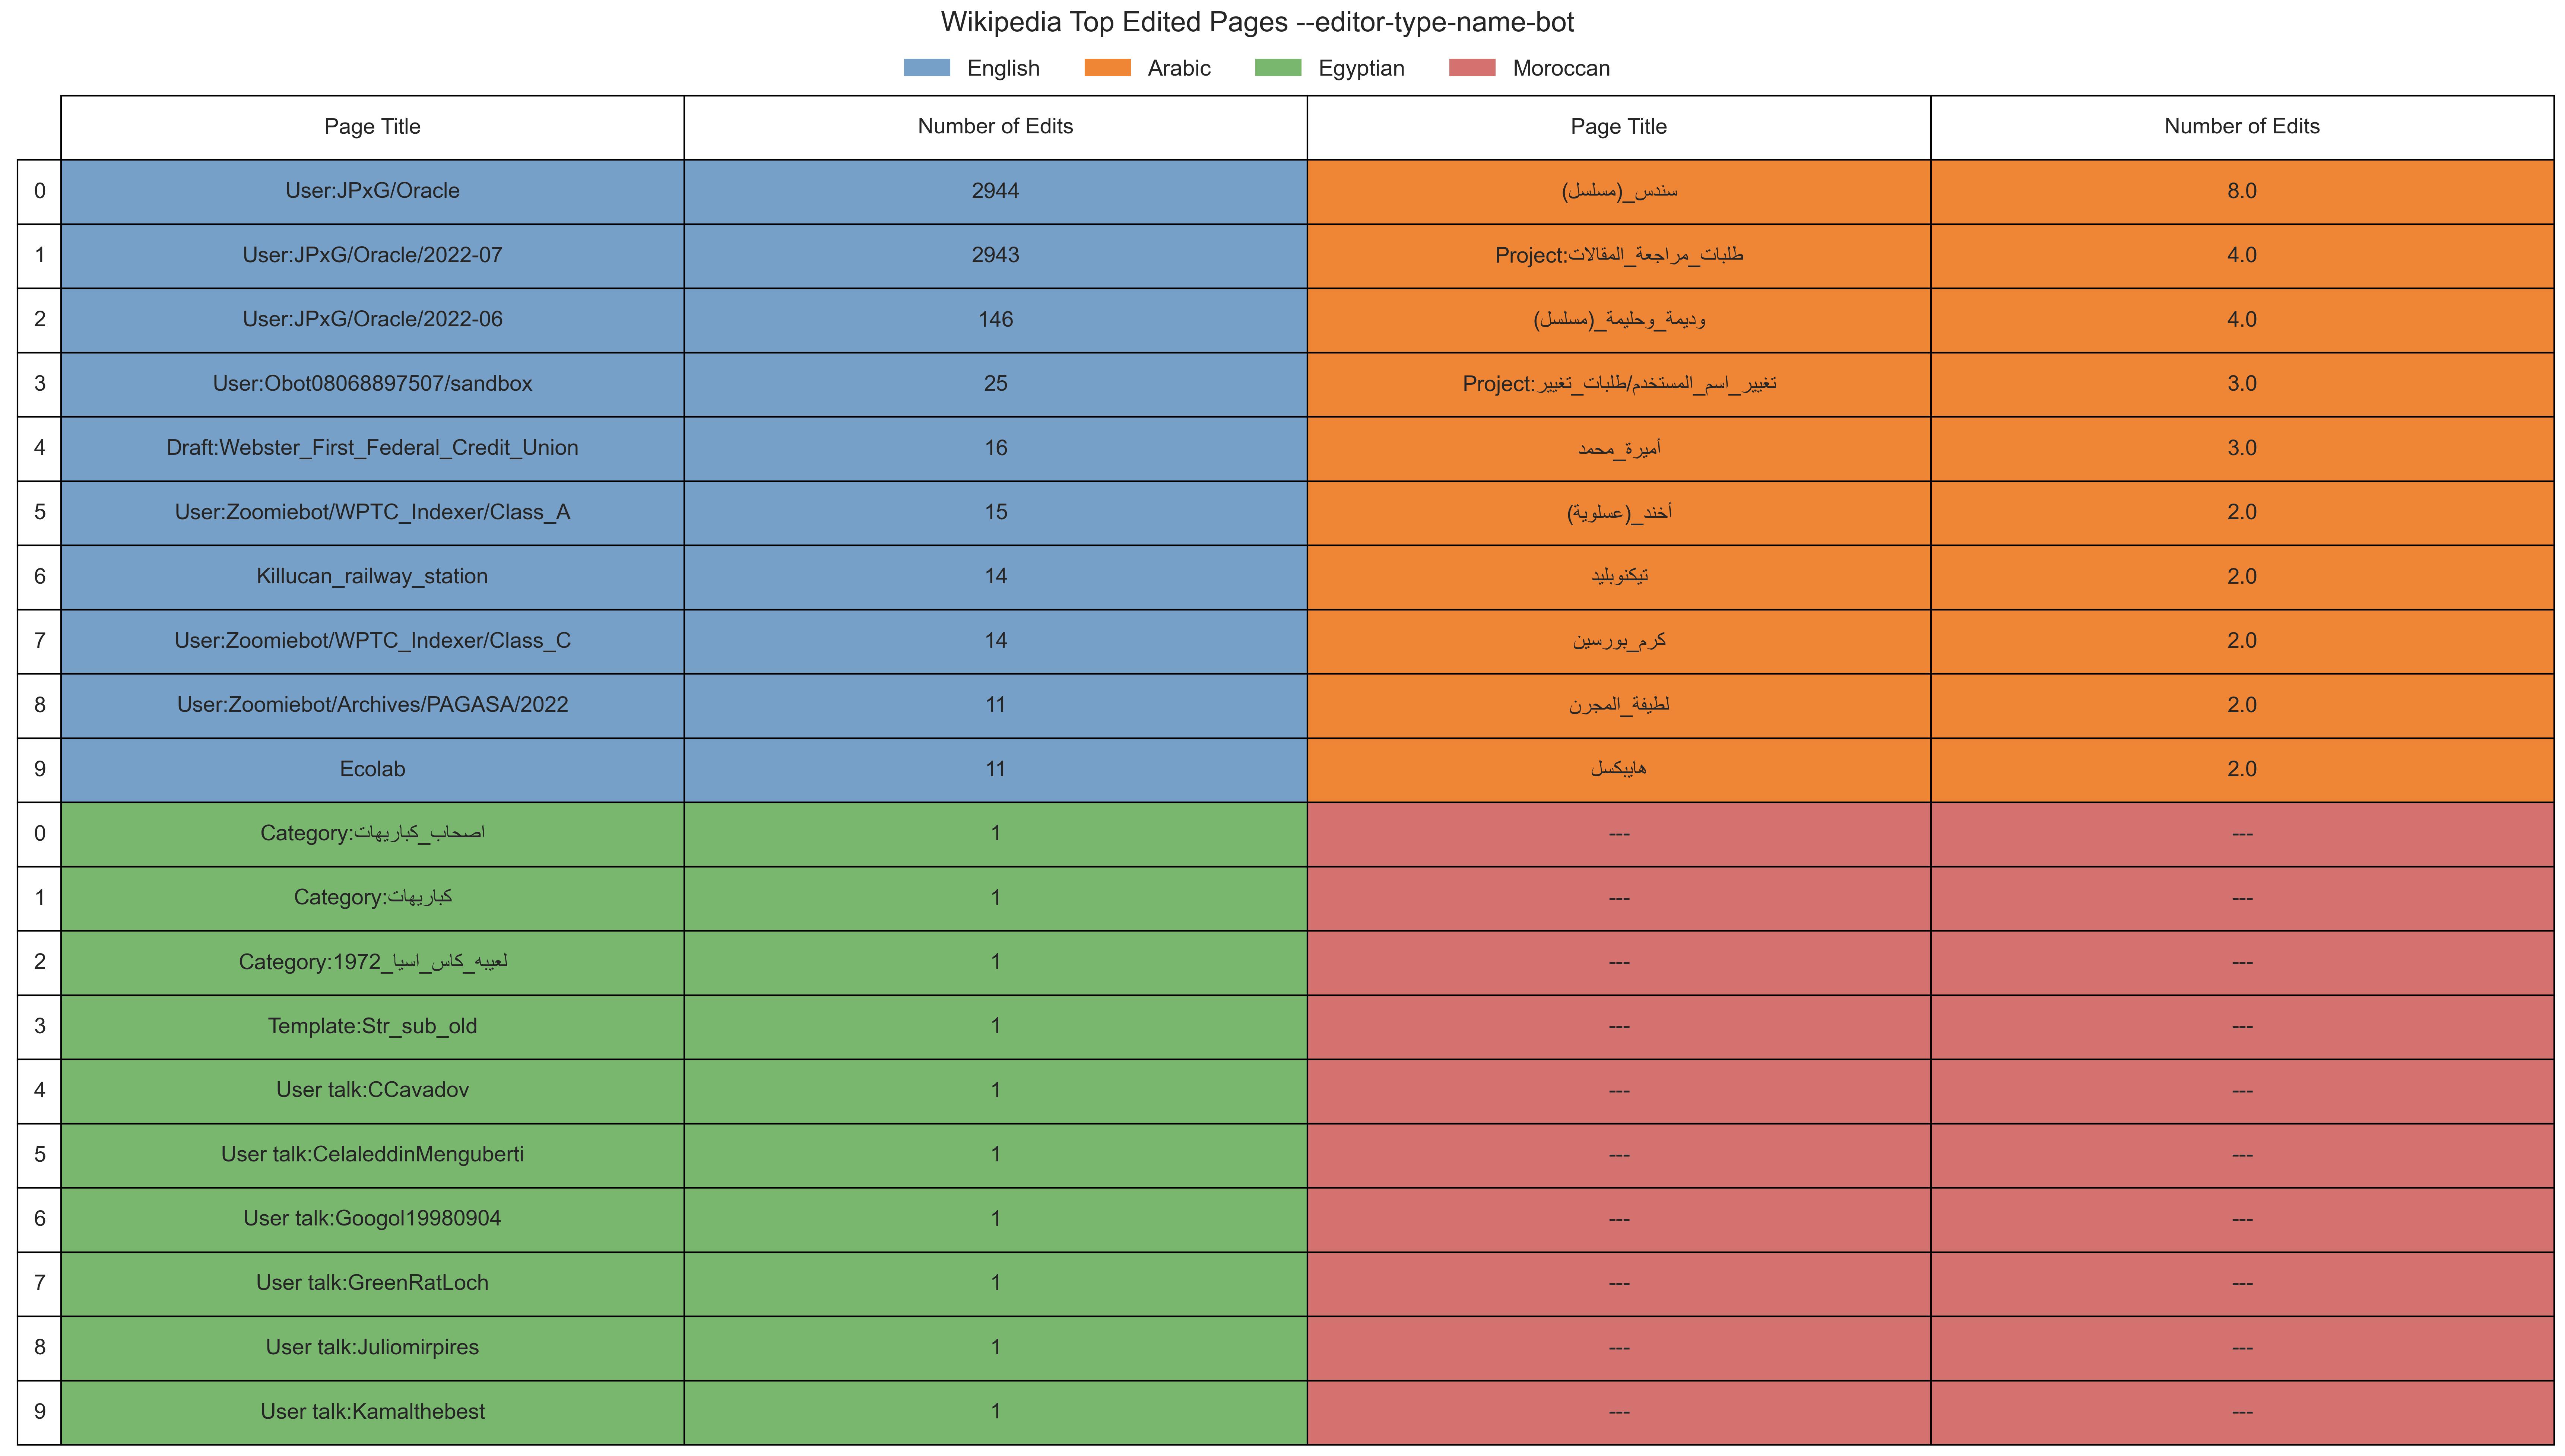 Wikipedia Top Edited Pages --editor-type-name-bot
English Arabic Egyptian Moroccan
Page Title Number of Edits Page Title Number of Edits
0 User:JPxG/Oracle 2944 سندس_(مسلسل) 8.0
1 User:JPxG/Oracle/2022-07 2943 Project:طلبات_مراجعة_المقالات 4.0
2 User:JPxG/Oracle/2022-06 146 وديمة_وحليمة_(مسلسل) 4.0
3 User:Obot08068897507/sandbox 25 Project:تغيير_اسم_المستخدم/طلبات_تغيير 3.0
4 Draft:Webster_First_Federal_Credit_Union 16 أميرة_محمد 3.0
5 User:Zoomiebot/WPTC_Indexer/Class_A 15 أخند_(عسلوية) 2.0
6 Killucan_railway_station 14 تيكنوبليد 2.0
7 User:Zoomiebot/WPTC_Indexer/Class_C 14 كرم_بورسين 2.0
8 User:Zoomiebot/Archives/PAGASA/2022 11 لطيفة_المجرن 2.0
9 Ecolab 11 هايبكسل 2.0
0 Category:اصحاب_كباريهات 1 --- ---
1 Category:كباريهات 1 --- ---
2 Category:لعيبه_كاس_اسيا_1972 1 --- ---
3 Template:Str_sub_old 1 --- ---
4 User talk:CCavadov 1 --- ---
5 User talk:CelaleddinMenguberti 1 --- ---
6 User talk:Googol19980904 1 --- ---
7 User talk:GreenRatLoch 1 --- ---
8 User talk:Juliomirpires 1 --- ---
9 User talk:Kamalthebest 1 --- ---